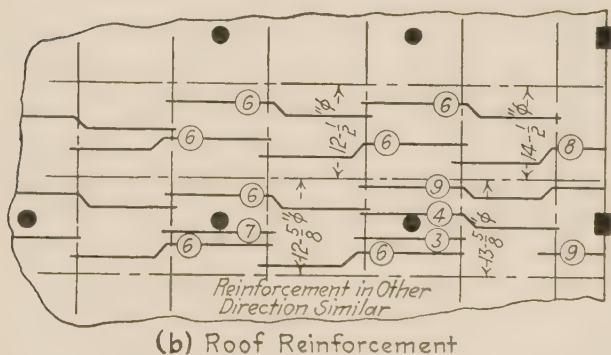 6
6
12-1/2"ϕ
14-1/2"ϕ
6
6
8
6
9
12-5/8"ϕ
13-5/8"ϕ
4
7
3
6
6
9
Reinforcement in Other
Direction Similar
(b) Roof Reinforcement